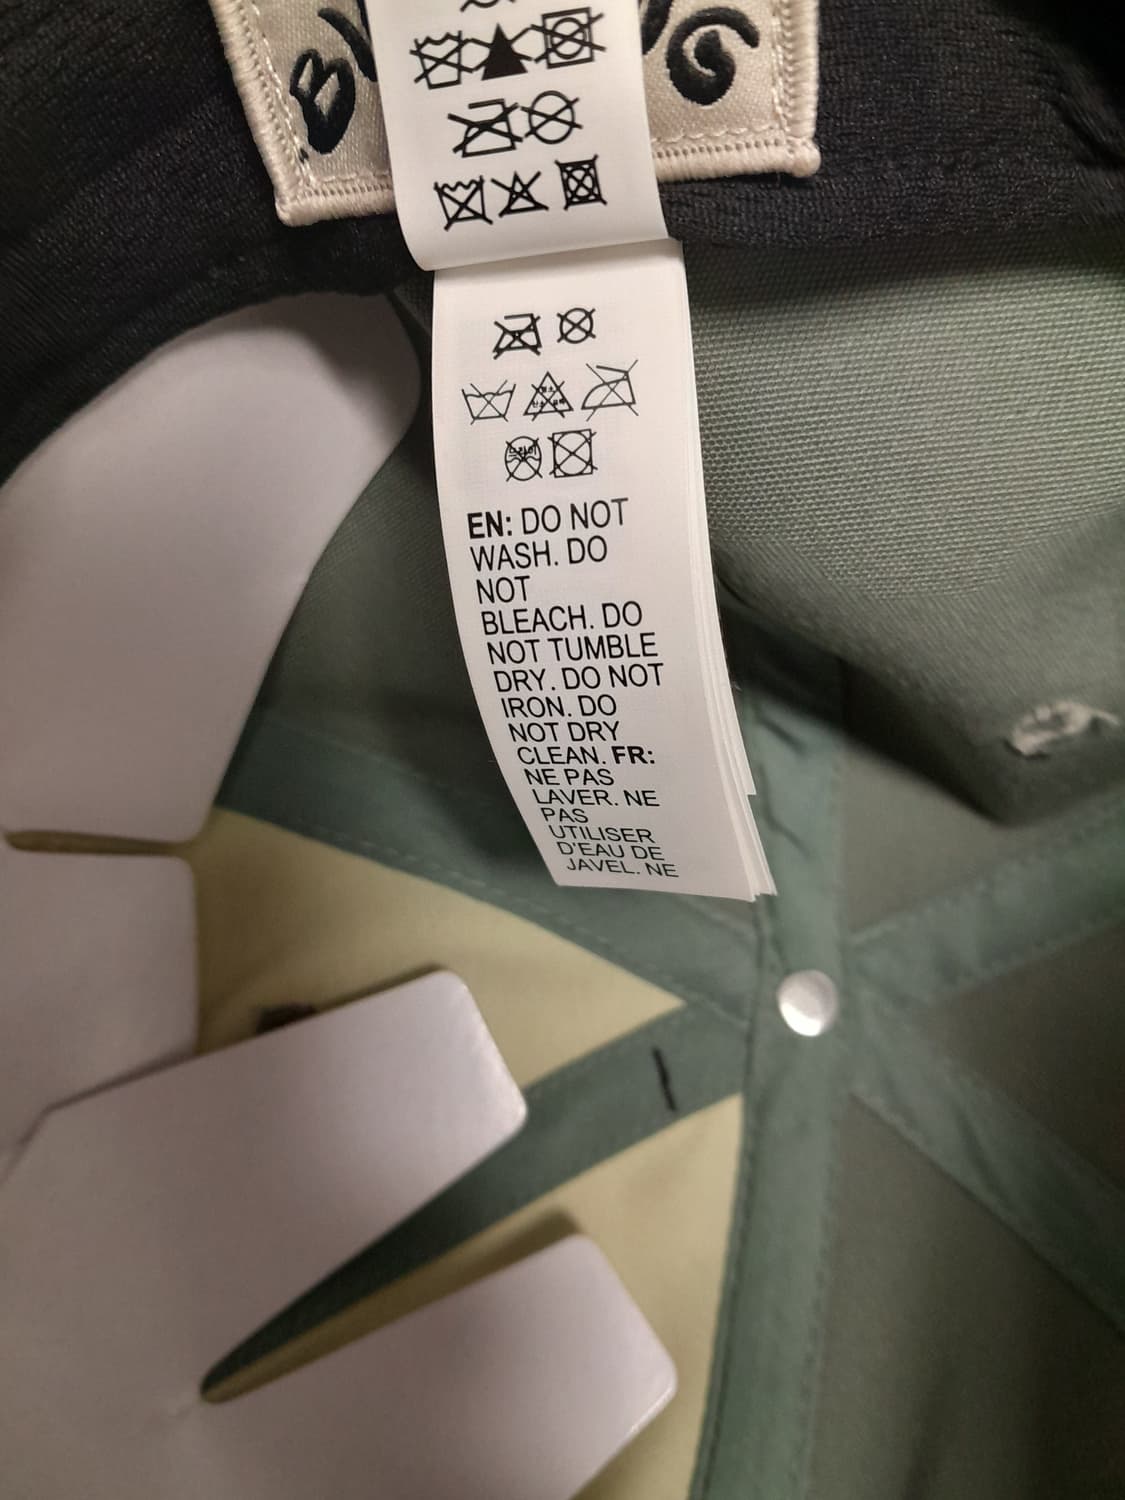 EN: DO NOT
WASH. DO
NOT
BLEACH. DO
NOT TUMBLE
DRY. DO NOT
IRON. DO
NOT DRY
CLEAN. FR:
NE PAS
LAVER. NE
PAS
UTILISER
D'EAU DE
JAVEL. NE